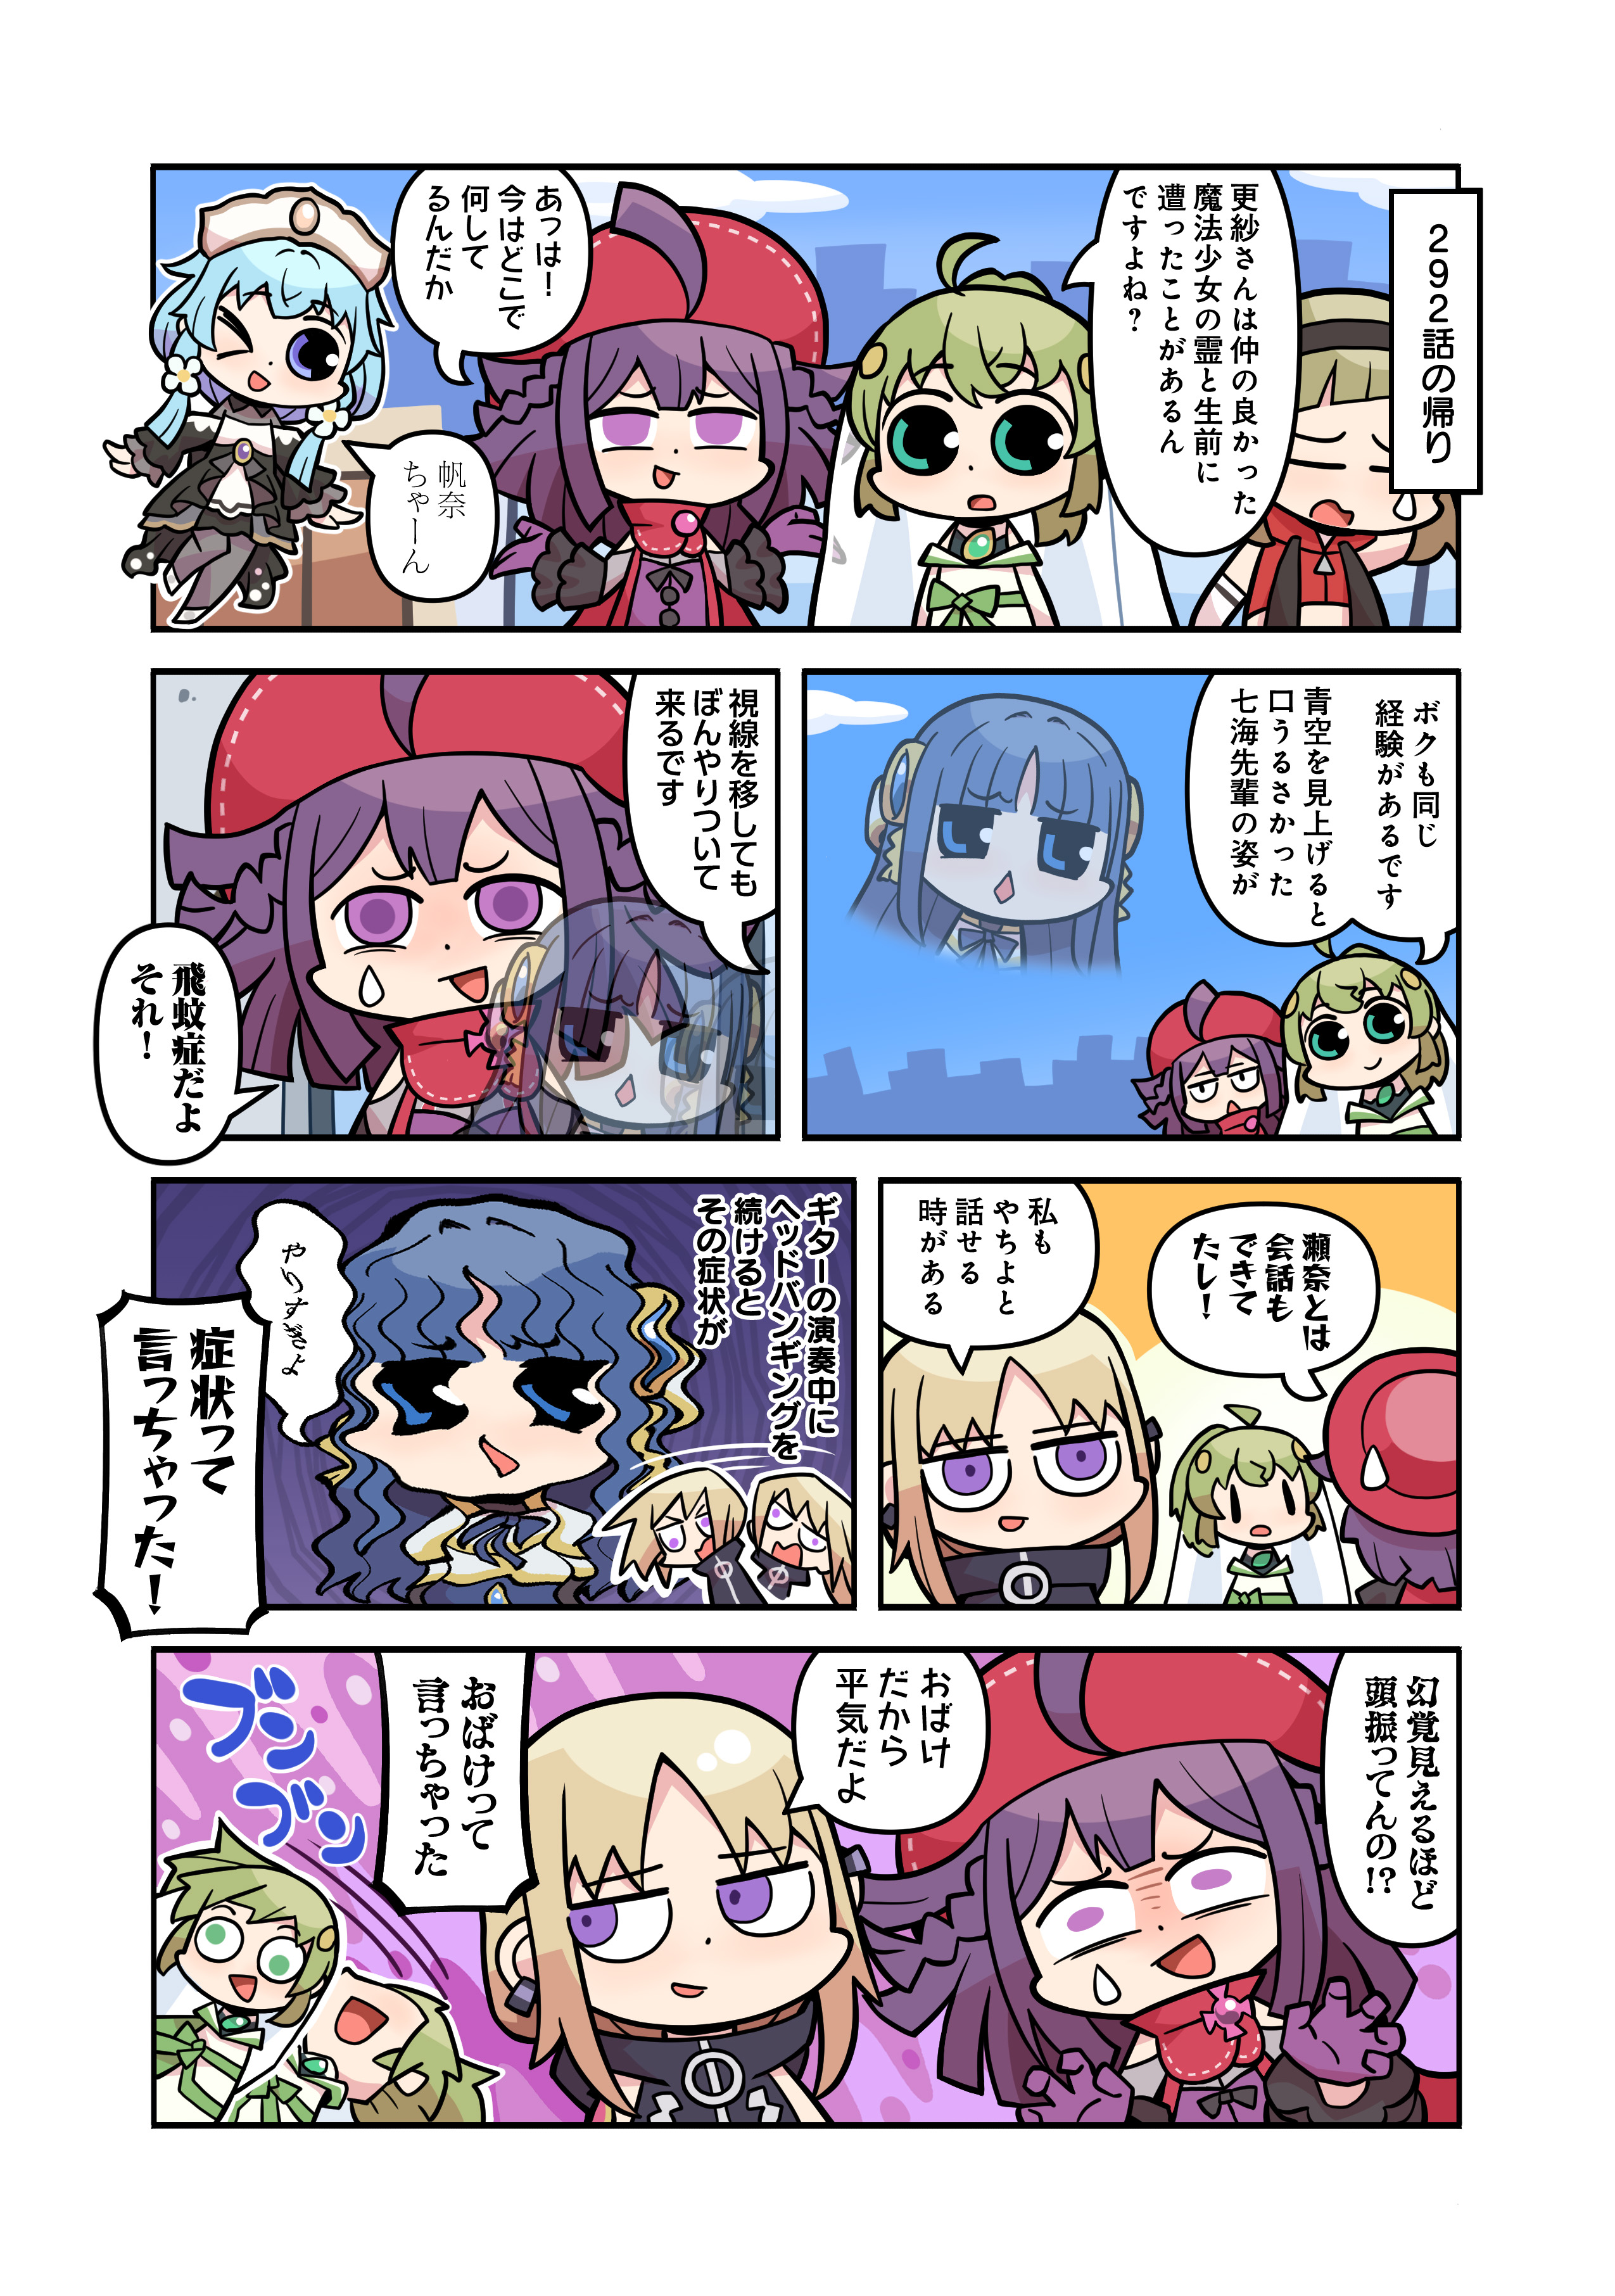 292話の帰り
更紗さんは仲の良かった
魔法少女の霊と生前に
遭ったことがあるん
ですよね?
あっは!
今はどこで
何して
るんだか
帆奈
ちゃーん
ボクも同じ
経験があるです
青空を見上げると
口うるさかった
七海先輩の姿が
視線を移しても
ぼんやりついて
来るです
飛蚊症だよ
それ!
瀬奈とは
会話も
できて
たし!
私も
やちよと
話せる
時がある
ギターの演奏中に
ヘッドバンギングを
続けると
その症状が
やりすぎよ
症状って
言っちゃった!
幻覚見えるほど
頭振ってんの!?
おばけ
だから
平気だよ
おばけって
言っちゃった
ブンブン